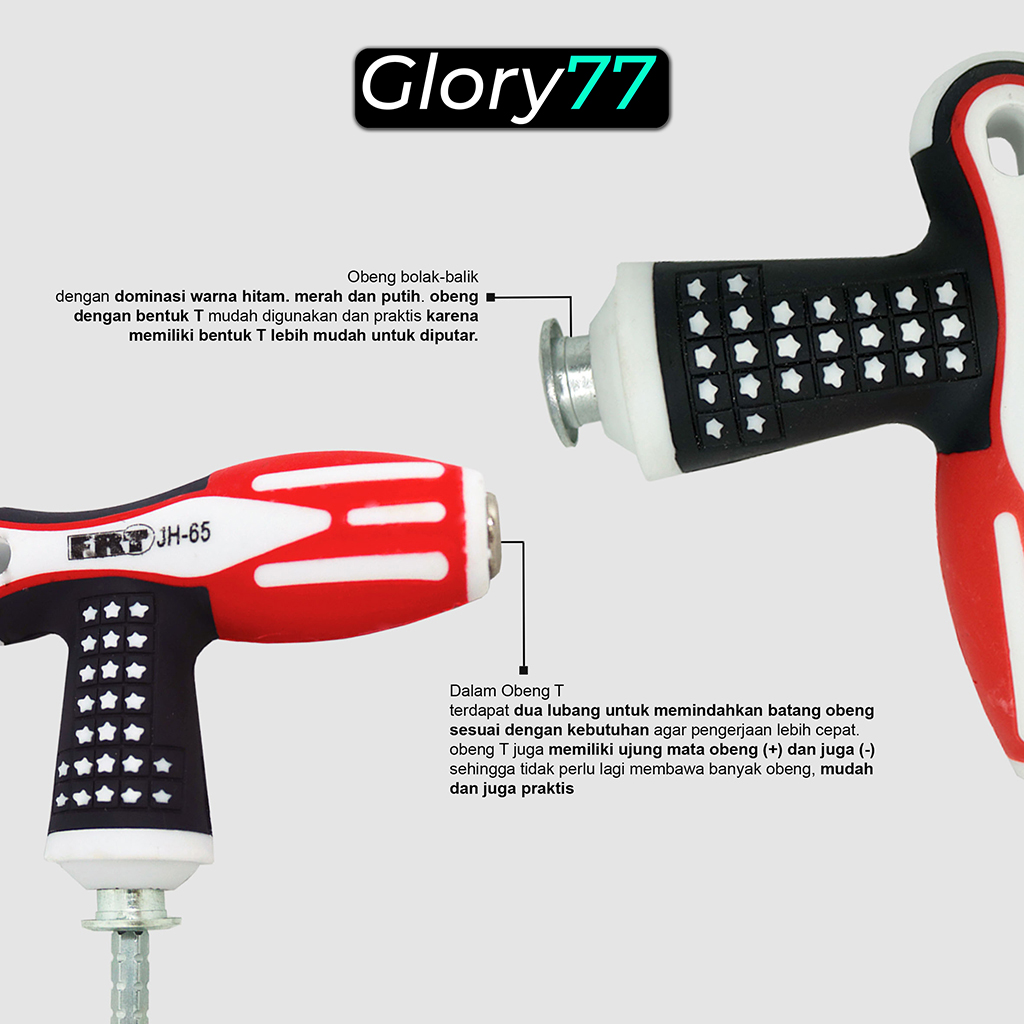 Glory77
Obeng bolak-balik
dengan dominasi warna hitam. merah dan putih. obeng
dengan bentuk T mudah digunakan dan praktis karena
memiliki bentuk T lebih mudah untuk diputar.
FRT JH-65
Dalam Obeng T
terdapat dua lubang untuk memindahkan batang obeng
sesuai dengan kebutuhan agar pengerjaan lebih cepat.
obeng T juga memiliki ujung mata obeng (+) dan juga (-)
sehingga tidak perlu lagi membawa banyak obeng, mudah
dan juga praktis